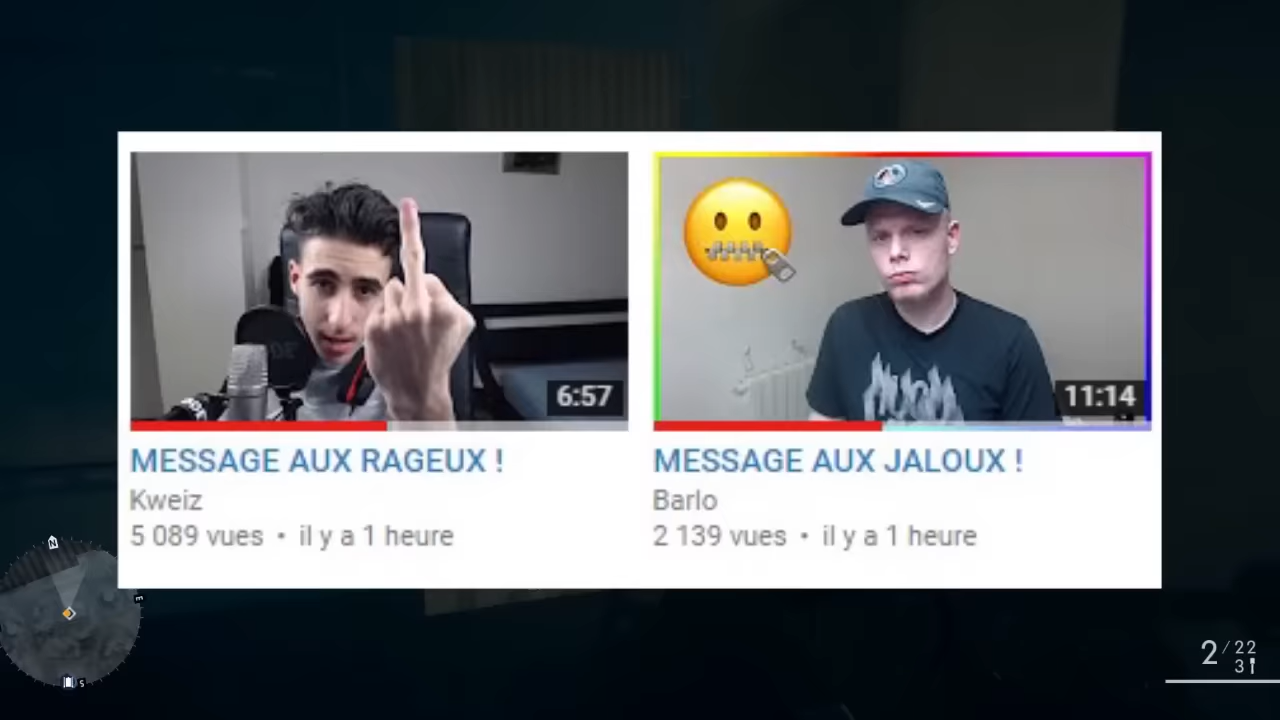 6:57
11:14
MESSAGE AUX RAGEUX !
Kweiz
5 089 vues • il y a 1 heure
MESSAGE AUX JALOUX !
Barlo
2 139 vues • il y a 1 heure
N
E
S
2/22
3